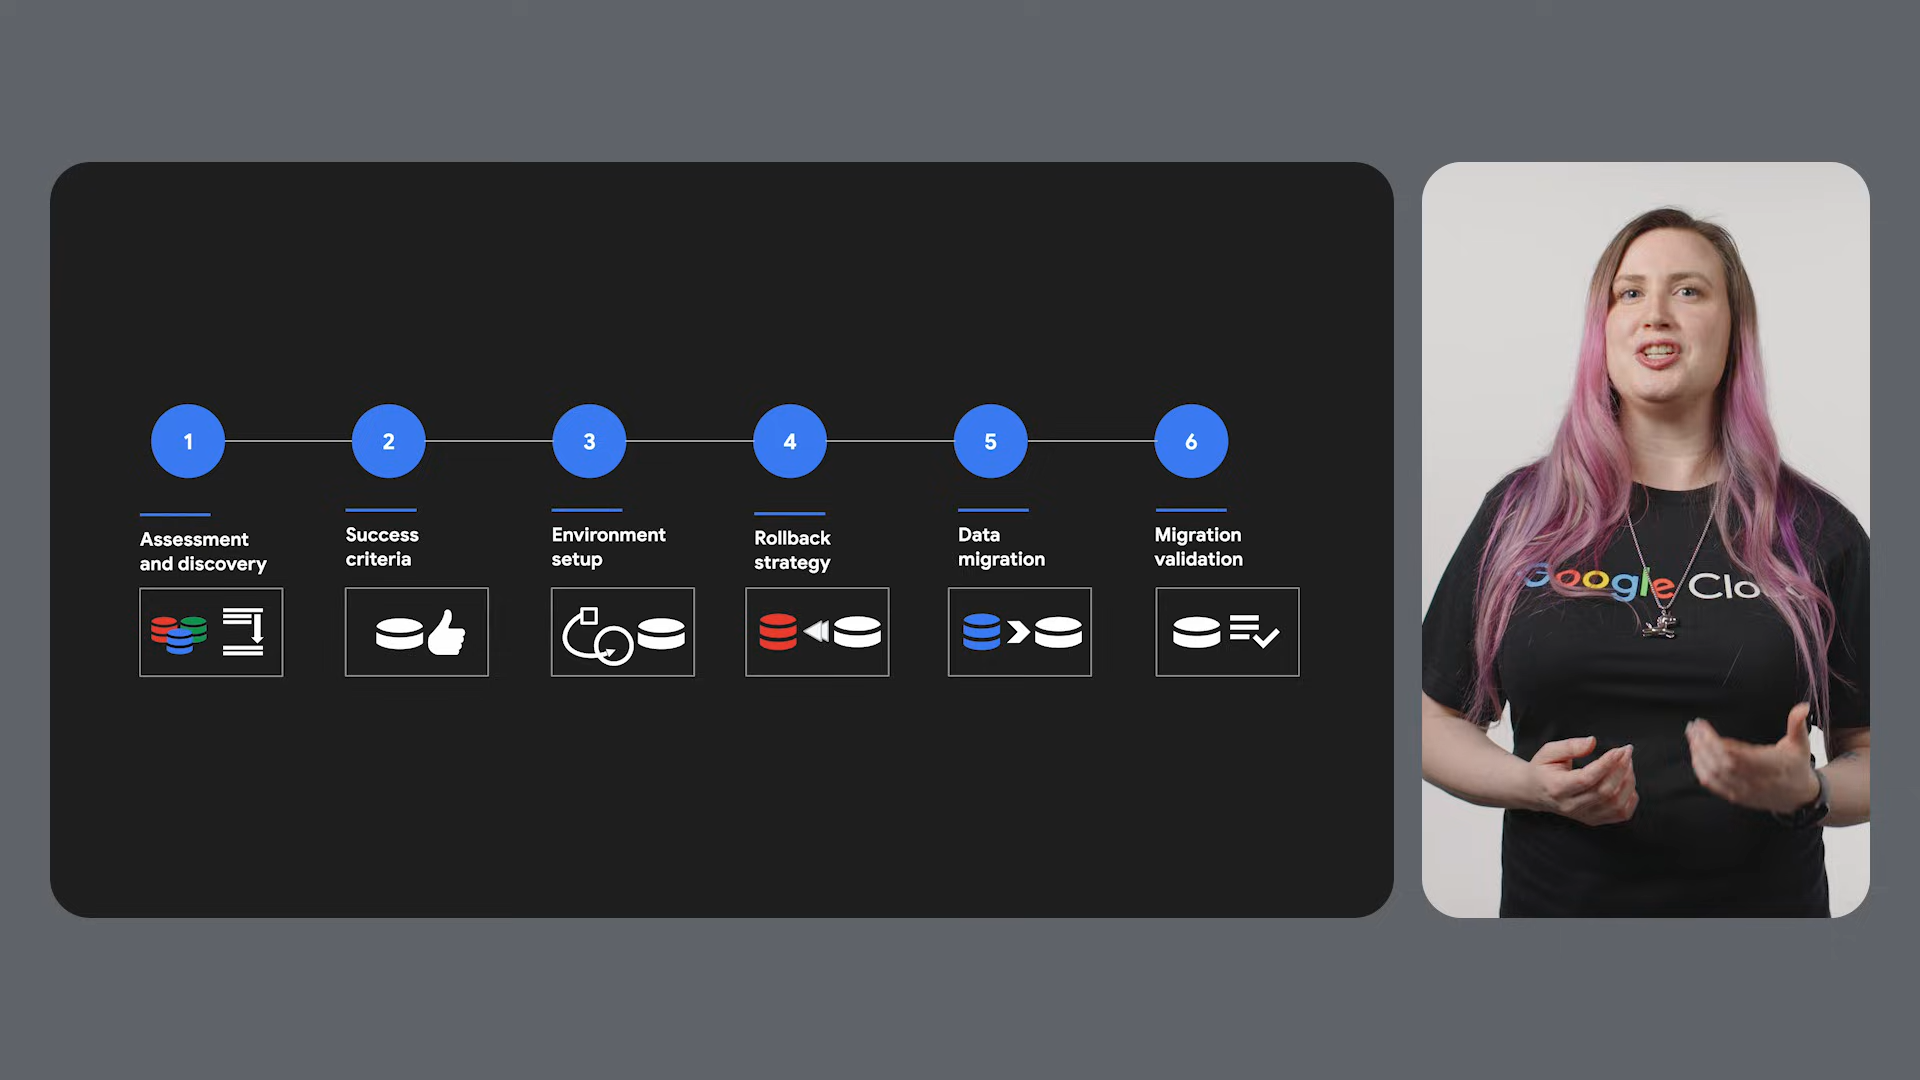 1
2
3
4
5
6
Assessment
and discovery
Success
criteria
Environment
setup
Rollback
strategy
Data
migration
Migration
validation
Google